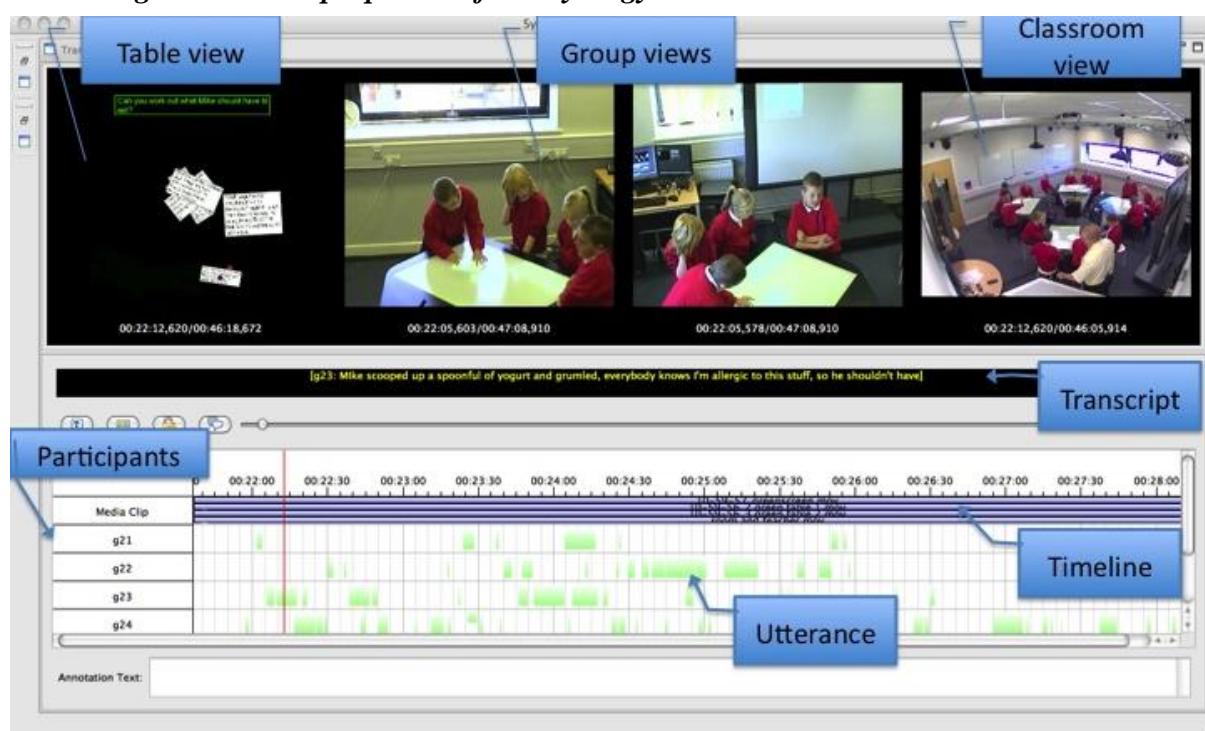 Table view
Group views
Classroom
view
Can you work out what Mike should have to
eat?
00:22:12,620/00:46:18,672
00:22:05,603/00:47:08,910
00:22:05,578/00:47:08,910
00:22:12,620/00:46:05,914
[g23: MIke scooped up a spoonful of yogurt and grumled, everybody knows I'm allergic to this stuff, so he shouldn't have]
Transcript
Participants
00:22:00 00:22:30 00:23:00 00:23:30 00:24:00 00:24:30 00:25:00 00:25:30 00:26:00 00:26:30 00:27:00 00:27:30 00:28:00
Media Clip
room and teacher.mov
g21
g22
g23
g24
Timeline
Utterance
Annotation Text: